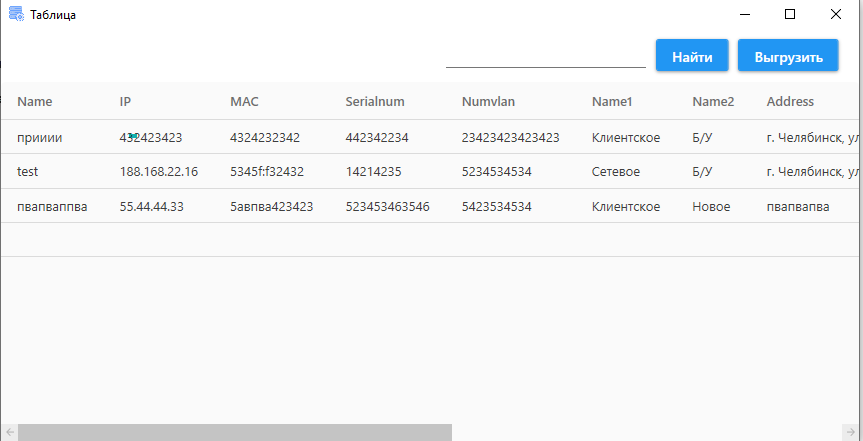 Таблица
Найти Выгрузить
Name IP MAC Serialnum Numvlan Name1 Name2 Address
прииии 432423423 4324232342 442342234 23423423423423 Клиентское Б/У г. Челябинск, ул
test 188.168.22.16 5345f:f32432 14214235 5234534534 Сетевое Б/У г. Челябинск, ул
пвапваппва 55.44.44.33 5авпва423423 523453463546 5423534534 Клиентское Новое пвапвапва